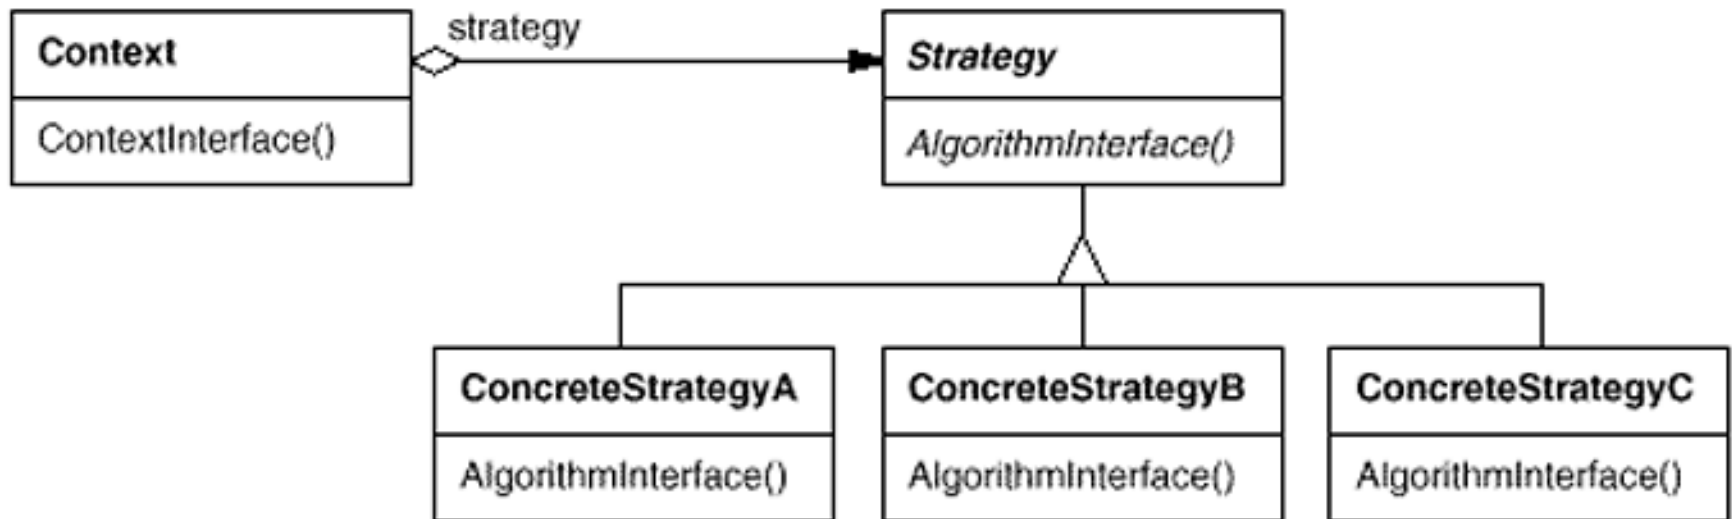 Context
ContextInterface()
strategy
Strategy
AlgorithmInterface()
ConcreteStrategyA
AlgorithmInterface()
ConcreteStrategyB
AlgorithmInterface()
ConcreteStrategyC
AlgorithmInterface()